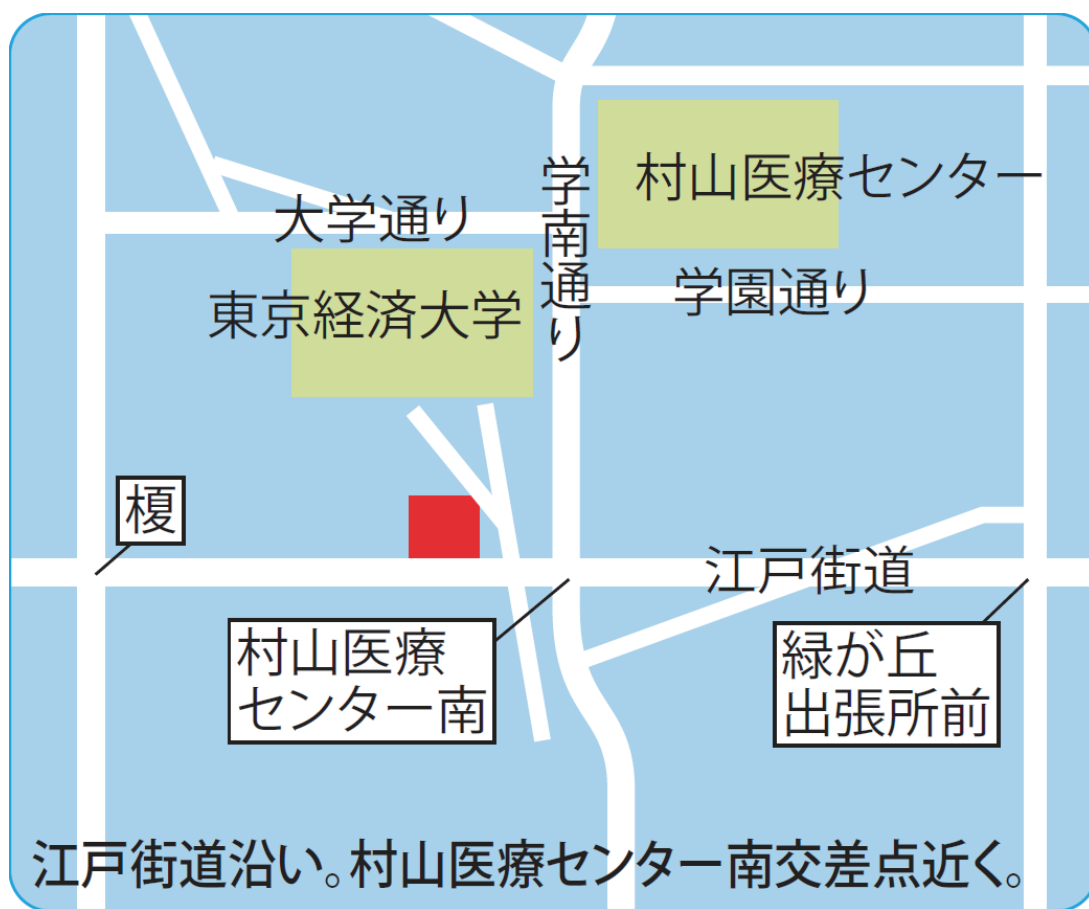 村山医療センター
学南通り
大学通り
学園通り
東京経済大学
榎
江戸街道
村山医療
センター南
緑が丘
出張所前
江戸街道沿い。村山医療センター南交差点近く。